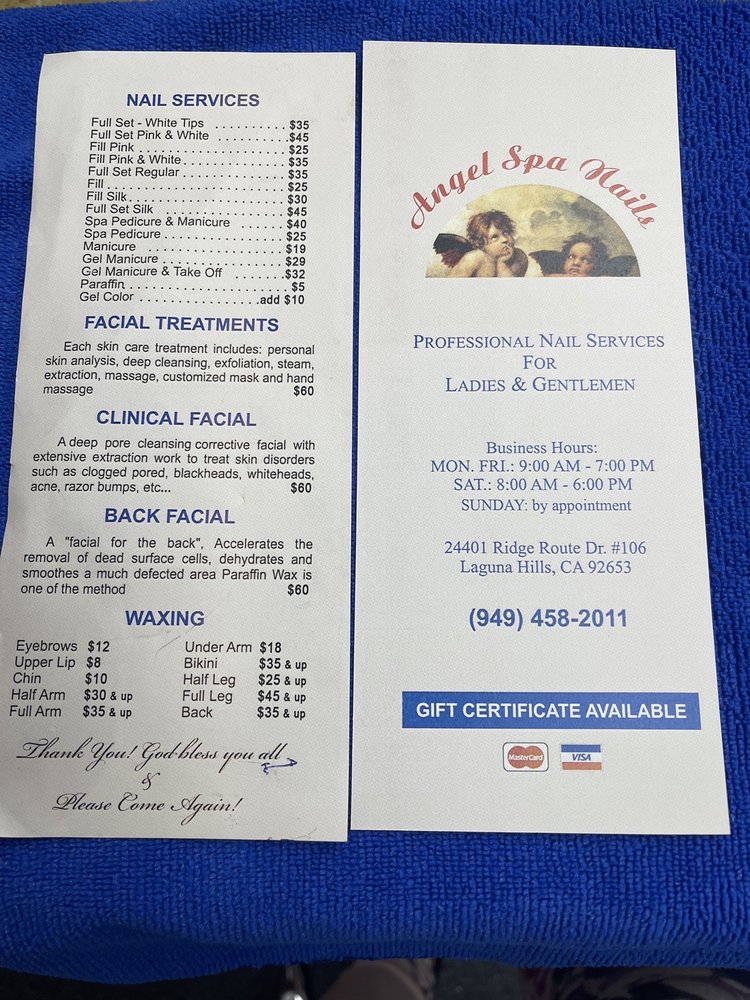 NAIL SERVICES
Full Set - White Tips .......... $35
Full Set Pink & White .......... $45
Fill Pink .......... $25
Fill Pink & White .......... $35
Full Set Regular .......... $35
Fill .......... $25
Fill Silk .......... $30
Full Set Silk .......... $45
Spa Pedicure & Manicure ...... $40
Spa Pedicure .......... $25
Manicure .......... $19
Gel Manicure .......... $29
Gel Manicure & Take Off ....... $32
Paraffin .......... $5
Gel Color .......... add $10
FACIAL TREATMENTS
Each skin care treatment includes: personal
skin analysis, deep cleansing, exfoliation, steam,
extraction, massage, customized mask and hand
massage $60
CLINICAL FACIAL
A deep pore cleansing corrective facial with
extensive extraction work to treat skin disorders
such as clogged pored, blackheads, whiteheads,
acne, razor bumps, etc... $60
BACK FACIAL
A "facial for the back", Accelerates the
removal of dead surface cells, dehydrates and
smoothes a much defected area Paraffin Wax is
one of the method $60
WAXING
Eyebrows $12 Under Arm $18
Upper Lip $8 Bikini $35 & up
Chin $10 Half Leg $25 & up
Half Arm $30 & up Full Leg $45 & up
Full Arm $35 & up Back $35 & up
Thank You! God bless you all
&
Please Come Again!
Angel Spa Nails
PROFESSIONAL NAIL SERVICES
FOR
LADIES & GENTLEMEN
Business Hours:
MON. FRI.: 9:00 AM - 7:00 PM
SAT.: 8:00 AM - 6:00 PM
SUNDAY: by appointment
24401 Ridge Route Dr. #106
Laguna Hills, CA 92653
(949) 458-2011
GIFT CERTIFICATE AVAILABLE
MasterCard VISA